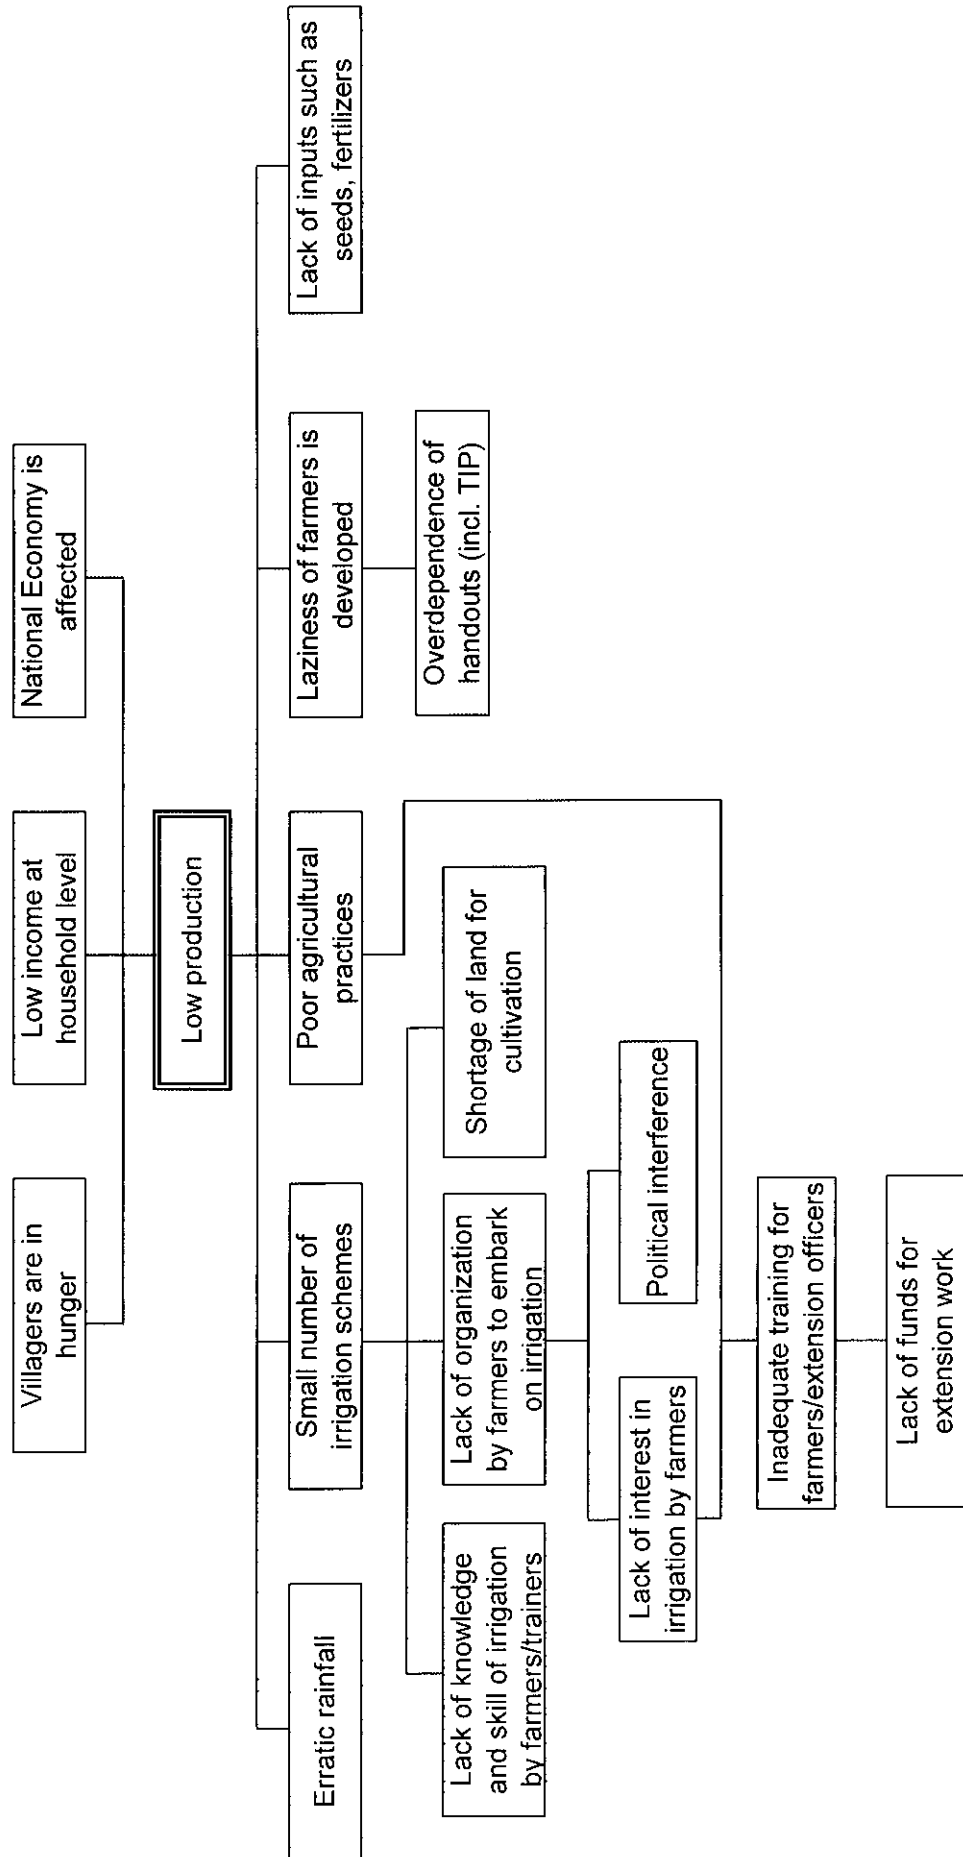 Villagers are in
hunger
Low income at
household level
National Economy is
affected
Low production
Erratic rainfall
Small number of
irrigation schemes
Poor agricultural
practices
Laziness of farmers is
developed
Lack of inputs such as
seeds, fertilizers
Lack of knowledge
and skill of irrigation
by farmers/trainers
Lack of organization
by farmers to embark
on irrigation
Shortage of land for
cultivation
Overdependence of
handouts (incl. TIP)
Lack of interest in
irrigation by farmers
Political interference
Inadequate training for
farmers/extension officers
Lack of funds for
extension work